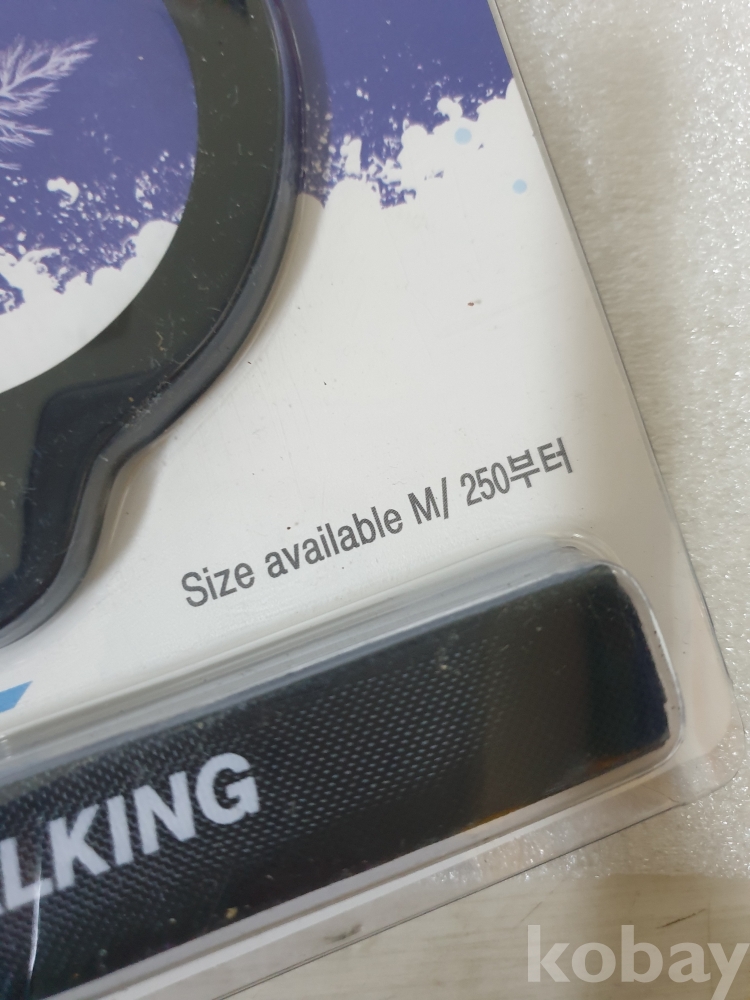 Size available M/ 250부터
LKING
kobay